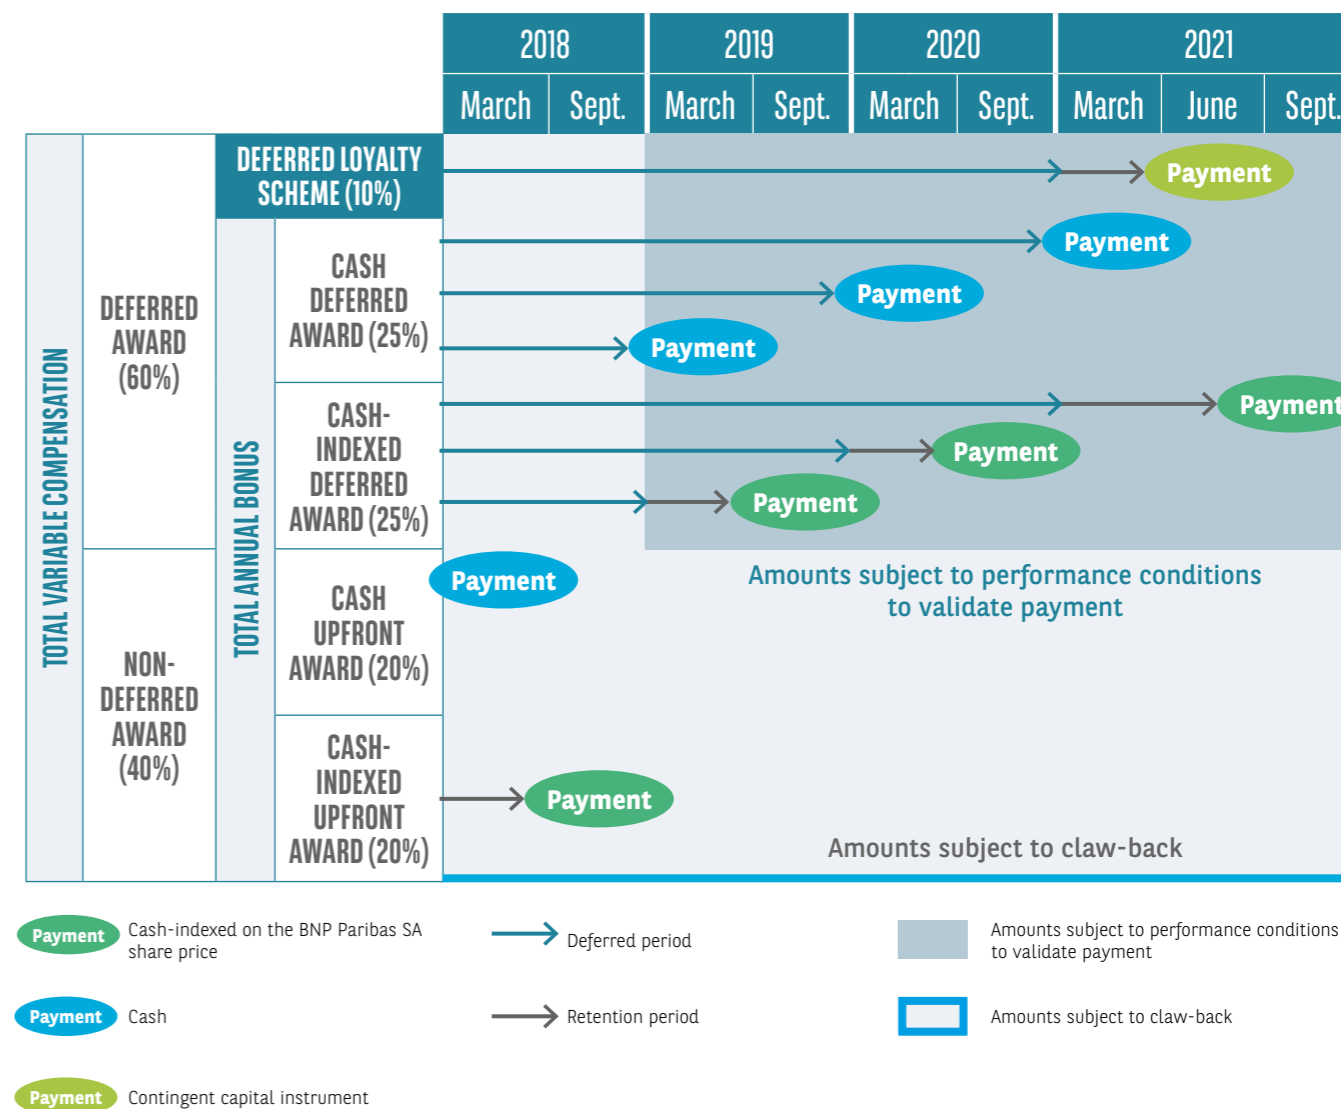 2018 2019 2020 2021
March Sept. March Sept. March Sept. March June Sept.
TOTAL VARIABLE COMPENSATION
DEFERRED
AWARD
(60%)
DEFERRED LOYALTY
SCHEME (10%)
Payment
TOTAL ANNUAL BONUS
CASH
DEFERRED
AWARD (25%)
Payment
Payment
Payment
CASH-
INDEXED
DEFERRED
AWARD (25%)
Payment
Payment
Payment
Amounts subject to performance conditions
to validate payment
NON-
DEFERRED
AWARD
(40%)
CASH
UPFRONT
AWARD (20%)
Payment
CASH-
INDEXED
UPFRONT
AWARD (20%)
Payment
Amounts subject to claw-back
Payment Cash-indexed on the BNP Paribas SA
share price
Payment Cash
Payment Contingent capital instrument
Deferred period
Retention period
Amounts subject to performance conditions
to validate payment
Amounts subject to claw-back